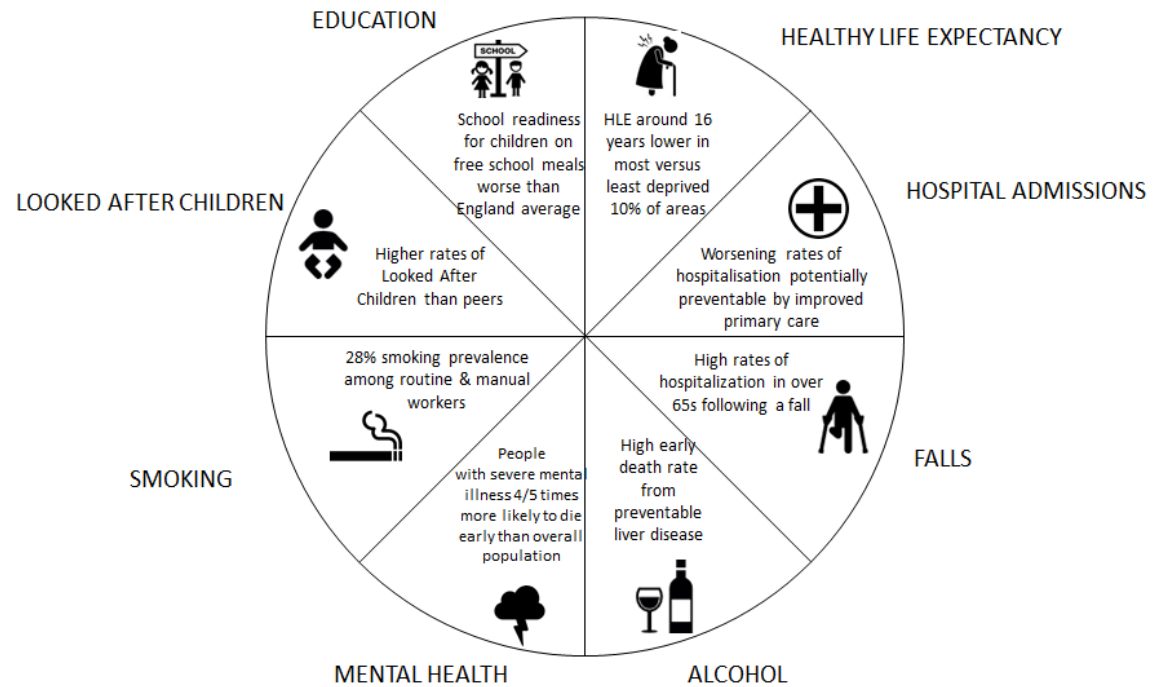 EDUCATION
SCHOOL
School readiness
for children on
free school meals
worse than
England average
HEALTHY LIFE EXPECTANCY
HLE around 16
years lower in
most versus
least deprived
10% of areas
HOSPITAL ADMISSIONS
Worsening rates of
hospitalisation potentially
preventable by improved
primary care
FALLS
High rates of
hospitalization in over
65s following a fall
ALCOHOL
High early
death rate
from
preventable
liver disease
MENTAL HEALTH
People
with severe mental
illness 4/5 times
more likely to die
early than overall
population
SMOKING
28% smoking prevalence
among routine & manual
workers
LOOKED AFTER CHILDREN
Higher rates of
Looked After
Children than peers